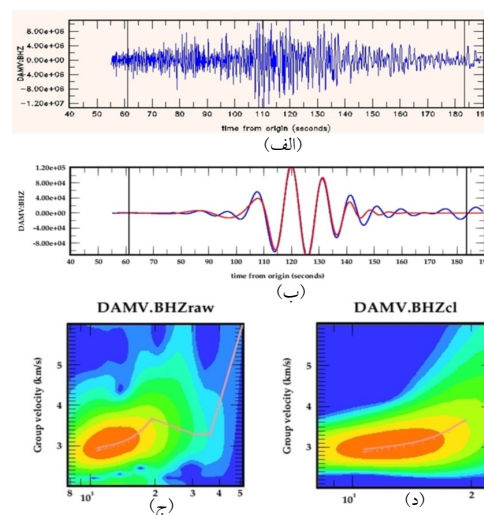 DAMV:BHZ
8.00e+06
4.00e+06
0.00e+00
-4.00e+06
-8.00e+06
-1.20e+07
40 50 60 70 80 90 100 110 120 130 140 150 160 170 180 190
time from origin (seconds)
(الف)
DAMV:BHZ
1.20e+05
8.00e+04
4.00e+04
0.00e+00
-4.00e+04
-8.00e+04
40 50 60 70 80 90 100 110 120 130 140 150 160 170 180 190
time from origin (seconds)
(ب)
DAMV.BHZraw DAMV.BHZcl
Group velocity (km/s)
5
4
3
8 10¹ 2 3 4 5
(ج)
Group velocity (km/s)
5
4
3
10¹ 2
(د)